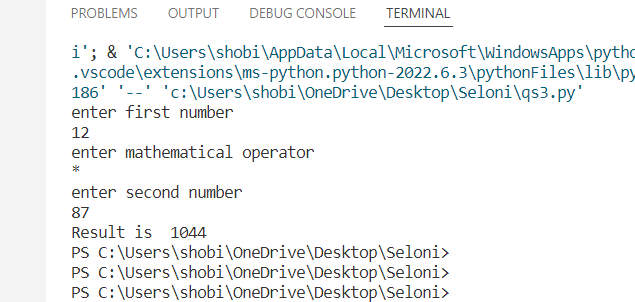 PROBLEMS OUTPUT DEBUG CONSOLE TERMINAL
i'; & 'C:\Users\shobi\AppData\Local\Microsoft\WindowsApps\pytho
.vscode\extensions\ms-python.python-2022.6.3\pythonFiles\lib\py
186' '--' 'c:\Users\shobi\OneDrive\Desktop\Seloni\qs3.py'
enter first number
12
enter mathematical operator
*
enter second number
87
Result is  1044
PS C:\Users\shobi\OneDrive\Desktop\Seloni>
PS C:\Users\shobi\OneDrive\Desktop\Seloni>
PS C:\Users\shobi\OneDrive\Desktop\Seloni>